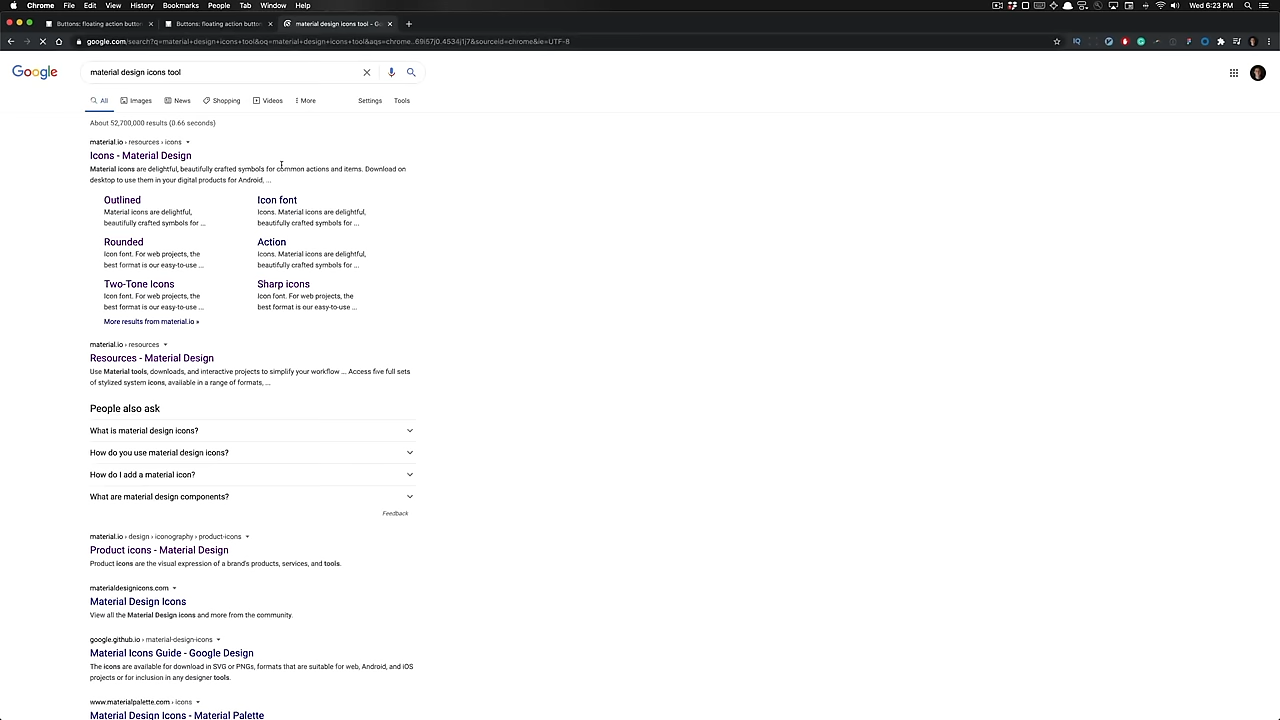 Chrome File Edit View History Bookmarks People Tab Window Help
Wed 6:23 PM
Buttons: floating action button
Buttons: floating action button
material design icons tool - G
google.com/search?q=material+design+icons+tool&oq=material+design+icons+tool&aqs=chrome..69i57j0.4534j1j7&sourceid=chrome&ie=UTF-8
Google
material design icons tool
All Images News Shopping Videos More Settings Tools
About 52,700,000 results (0.66 seconds)
material.io › resources › icons
Icons - Material Design
Material icons are delightful, beautifully crafted symbols for common actions and items. Download on
desktop to use them in your digital products for Android, ...
Outlined
Material icons are delightful,
beautifully crafted symbols for ...
Icon font
Icons. Material icons are delightful,
beautifully crafted symbols for ...
Rounded
Icon font. For web projects, the
best format is our easy-to-use ...
Action
Icons. Material icons are delightful,
beautifully crafted symbols for ...
Two-Tone Icons
Icon font. For web projects, the
best format is our easy-to-use ...
Sharp icons
Icon font. For web projects, the
best format is our easy-to-use ...
More results from material.io »
material.io › resources
Resources - Material Design
Use Material tools, downloads, and interactive projects to simplify your workflow ... Access five full sets
of stylized system icons, available in a range of formats, ...
People also ask
What is material design icons?
How do you use material design icons?
How do I add a material icon?
What are material design components?
Feedback
material.io › design › iconography › product-icons
Product icons - Material Design
Product icons are the visual expression of a brand's products, services, and tools.
materialdesignicons.com
Material Design Icons
View all the Material Design icons and more from the community.
google.github.io › material-design-icons
Material Icons Guide - Google Design
The icons are available for download in SVG or PNGs, formats that are suitable for web, Android, and iOS
projects or for inclusion in any designer tools.
www.materialpalette.com › icons
Material Design Icons - Material Palette